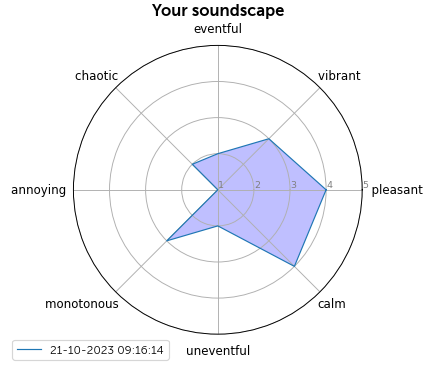 Your soundscape
eventful
chaotic
vibrant
annoying
1 2 3 4 5
pleasant
monotonous
calm
uneventful
21-10-2023 09:16:14